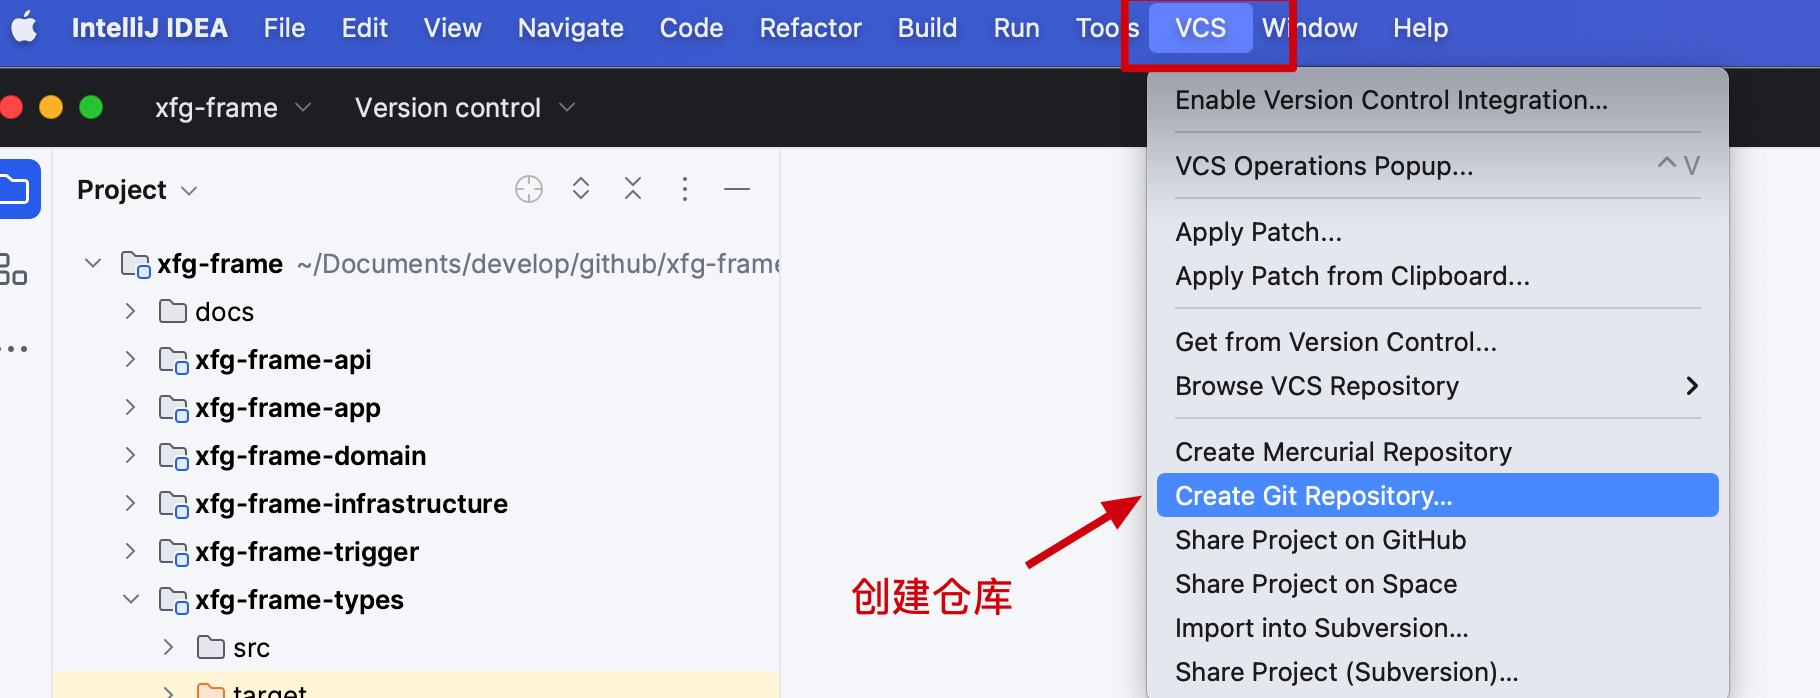 IntelliJ IDEA File Edit View Navigate Code Refactor Build Run Tools VCS Window Help
xfg-frame Version control
Project
xfg-frame ~/Documents/develop/github/xfg-frame
docs
xfg-frame-api
xfg-frame-app
xfg-frame-domain
xfg-frame-infrastructure
xfg-frame-trigger
xfg-frame-types
src
target
Enable Version Control Integration...
VCS Operations Popup... ^ V
Apply Patch...
Apply Patch from Clipboard...
Get from Version Control...
Browse VCS Repository
Create Mercurial Repository
Create Git Repository...
Share Project on GitHub
Share Project on Space
Import into Subversion...
Share Project (Subversion)...
创建仓库